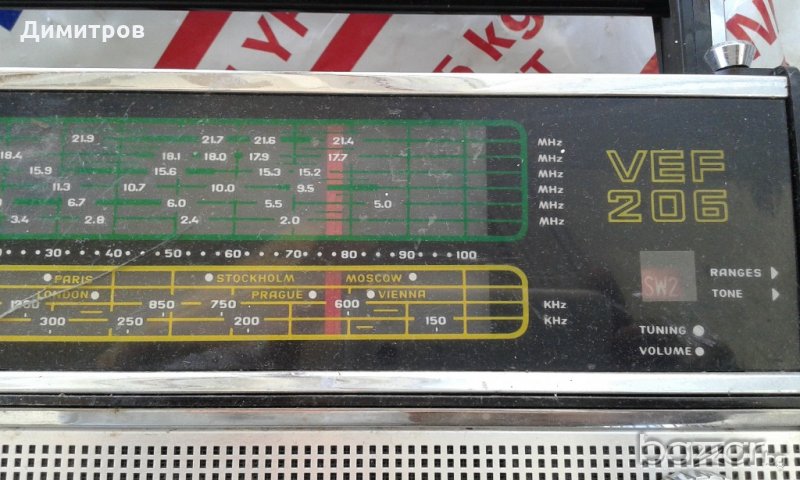 Димитров
21.9 21.7 21.6 21.4 MHz
18.4 18.1 18.0 17.9 17.7 MHz
15.9 15.6 15.3 15.2 MHz
11.3 10.7 10.0 9.5 MHz
6.7 6.0 5.5 5.0 MHz
3.4 2.8 2.4 2.0 MHz
30 40 50 60 70 80 90 100
PARIS STOCKHOLM MOSCOW
LONDON PRAGUE VIENNA
850 750 600 KHz
300 250 200 150 KHz
VEF
206
SW2
RANGES
TONE
TUNING
VOLUME
bazar.bg